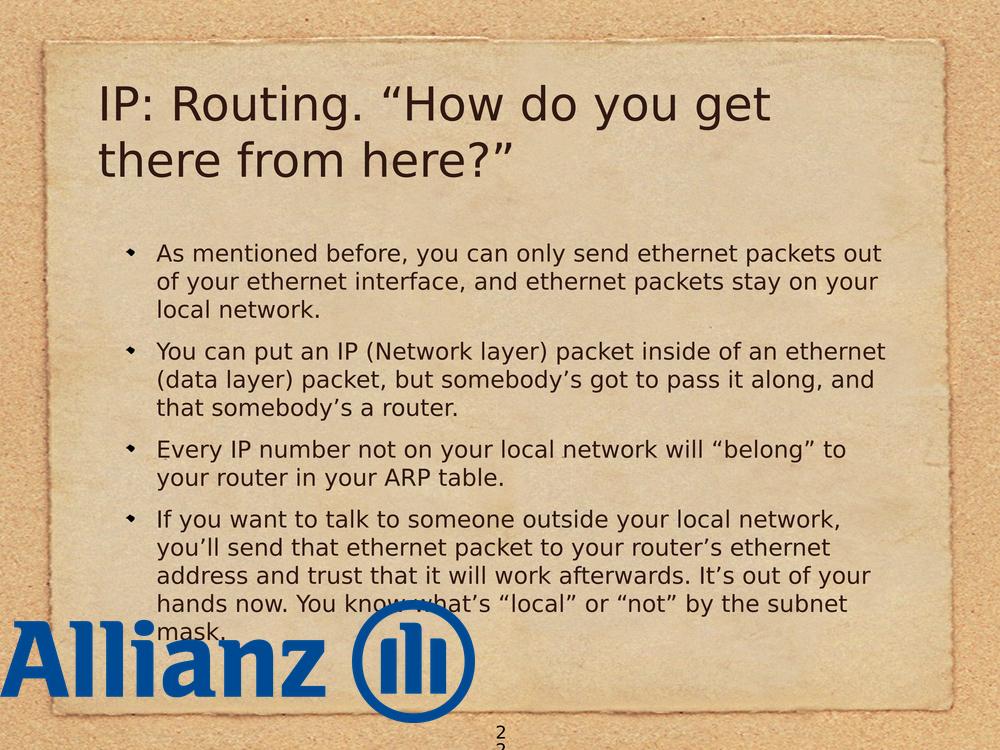 IP: Routing. “How do you get
there from here?”
As mentioned before, you can only send ethernet packets out
of your ethernet interface, and ethernet packets stay on your
local network.
You can put an IP (Network layer) packet inside of an ethernet
(data layer) packet, but somebody’s got to pass it along, and
that somebody’s a router.
Every IP number not on your local network will “belong” to
your router in your ARP table.
If you want to talk to someone outside your local network,
you’ll send that ethernet packet to your router’s ethernet
address and trust that it will work afterwards. It’s out of your
hands now. You know what’s “local” or “not” by the subnet
mask.
Allianz
2
2